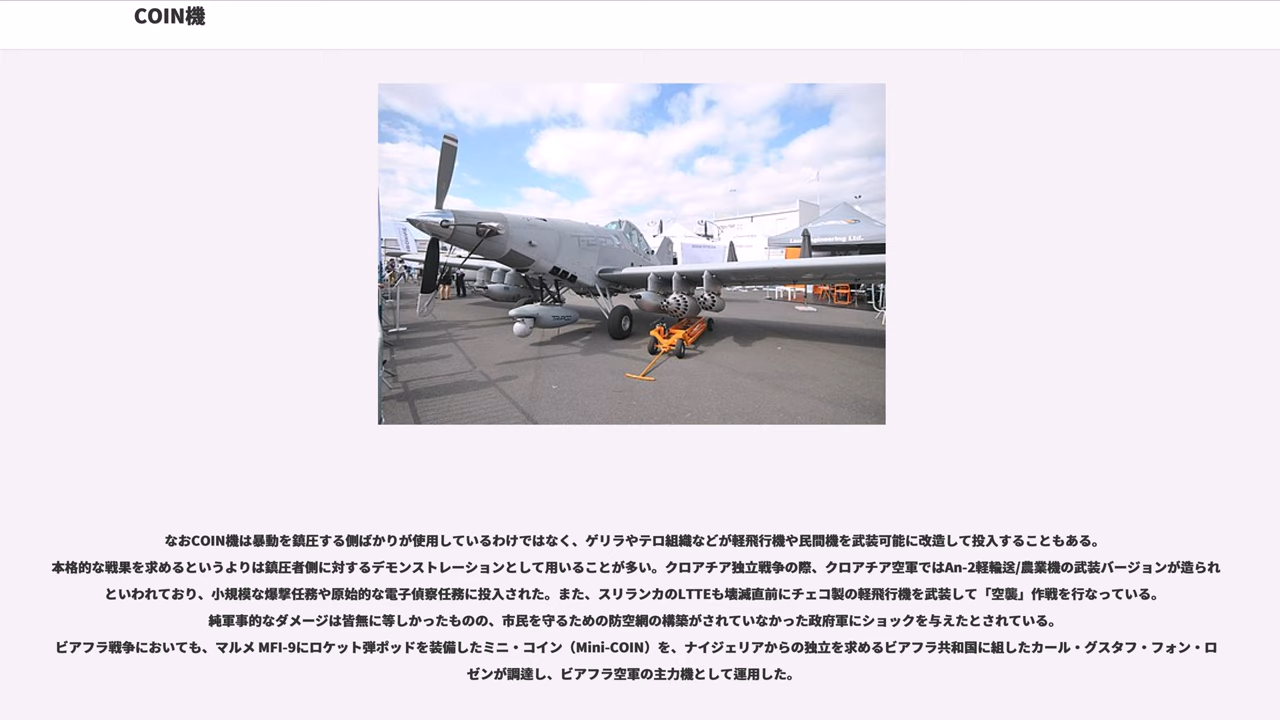 COIN機
Engineering Ltd.
なおCOIN機は暴動を鎮圧する側ばかりが使用しているわけではなく、ゲリラやテロ組織などが軽飛行機や民間機を武装可能に改造して投入することもある。
本格的な戦果を求めるというよりは鎮圧者側に対するデモンストレーションとして用いることが多い。クロアチア独立戦争の際、クロアチア空軍ではAn-2軽輸送/農業機の武装バージョンが造られ
といわれており、小規模な爆撃任務や原始的な電子偵察任務に投入された。また、スリランカのLTTEも壊滅直前にチェコ製の軽飛行機を武装して「空襲」作戦を行なっている。
純軍事的なダメージは皆無に等しかったものの、市民を守るための防空網の構築がされていなかった政府軍にショックを与えたとされている。
ビアフラ戦争においても、マルメ MFI-9にロケット弾ポッドを装備したミニ・コイン（Mini-COIN）を、ナイジェリアからの独立を求めるビアフラ共和国に組したカール・グスタフ・フォン・ロ
ゼンが調達し、ビアフラ空軍の主力機として運用した。